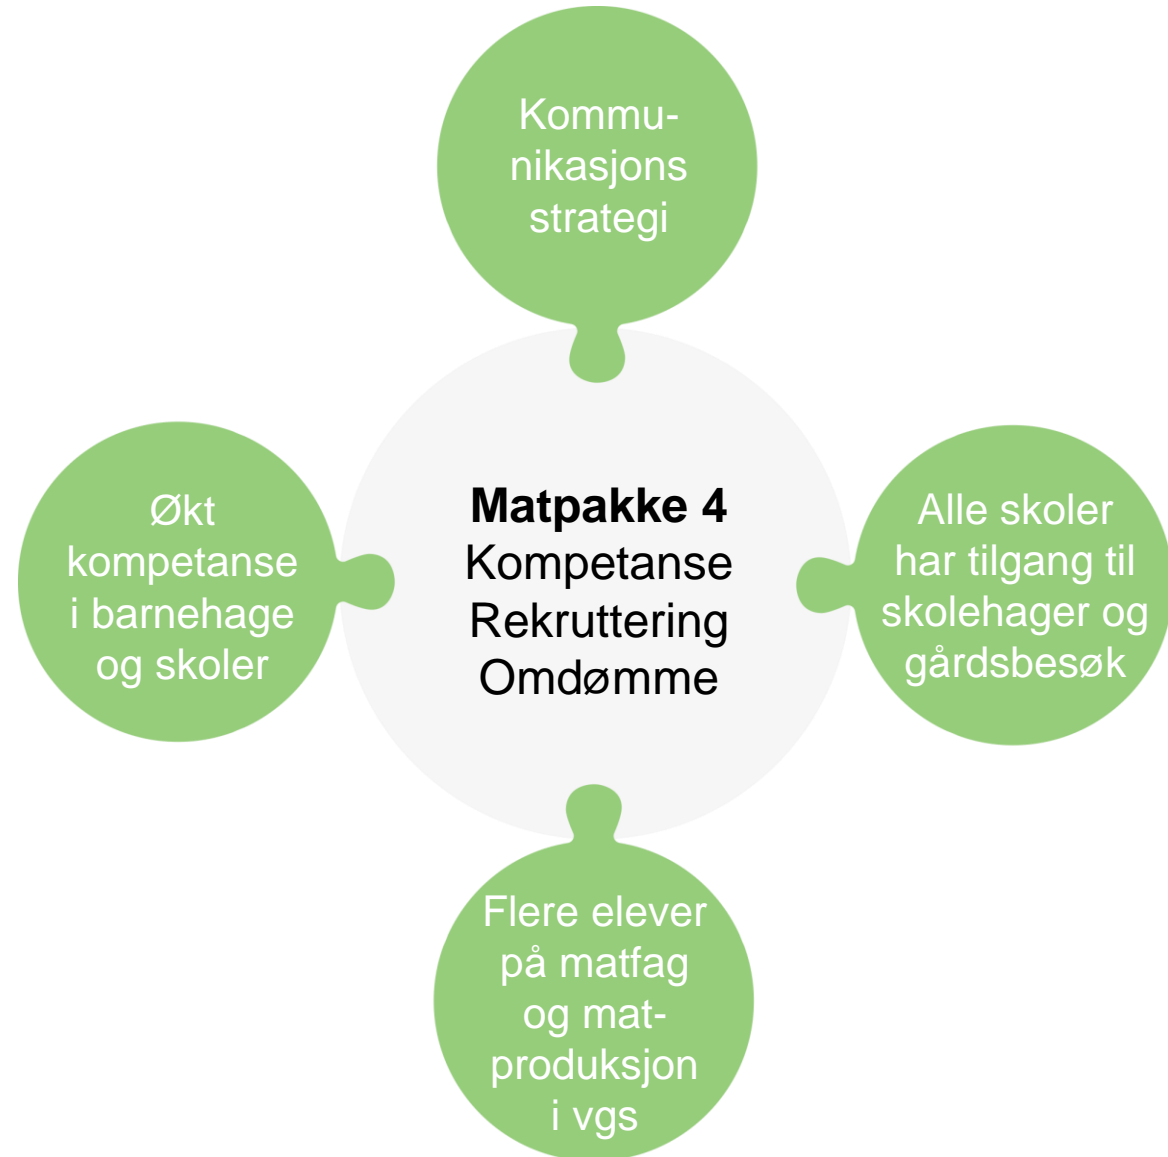 Kommu-
nikasjons
strategi
Økt
kompetanse
i barnehage
og skoler
Matpakke 4
Kompetanse
Rekruttering
Omdømme
Alle skoler
har tilgang til
skolehager og
gårdsbesøk
Flere elever
på matfag
og mat-
produksjon
i vgs